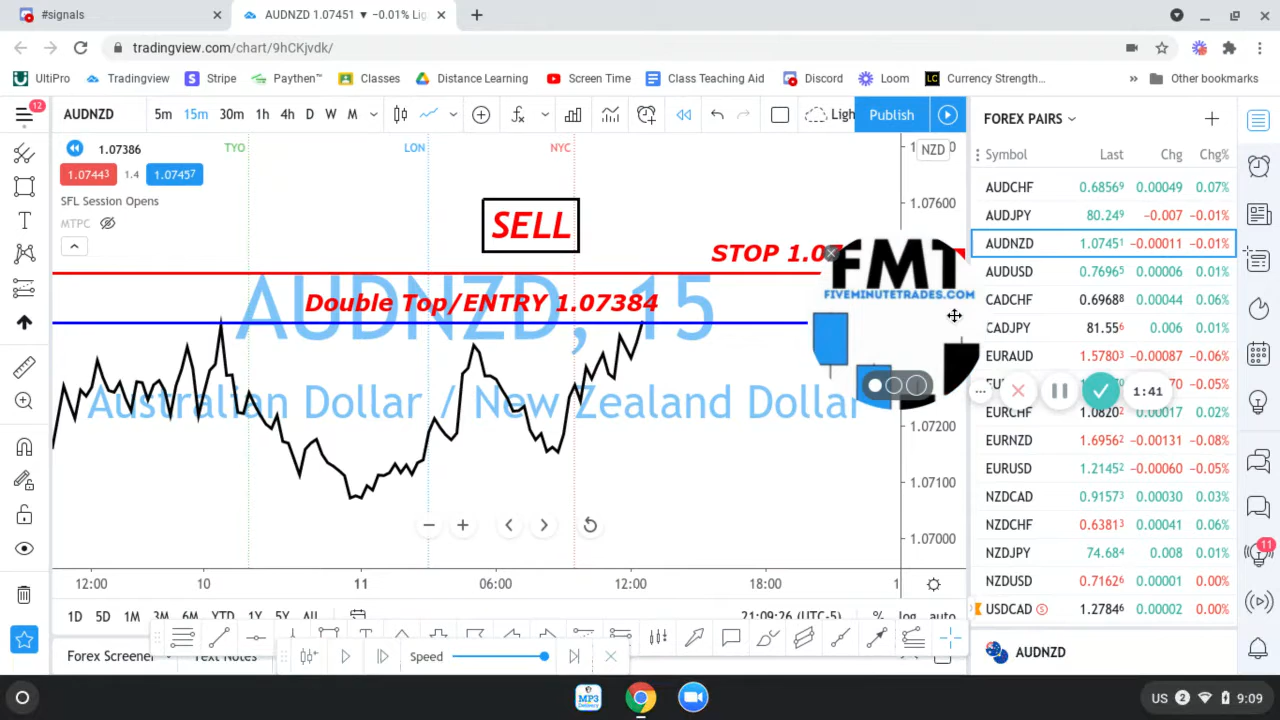 #signals
AUDNZD 1.07451 ▼ −0.01% Lig
tradingview.com/chart/9hCKjvdk/
UltiPro Tradingview Stripe Paythen™ Classes Distance Learning Screen Time Class Teaching Aid Discord Loom Currency Strength... » Other bookmarks
12 AUDNZD 5m 15m 30m 1h 4h D W M Ligh Publish
FOREX PAIRS
1.07386 TYO LON NYC NZD
Symbol Last Chg Chg%
1.07443 1.4 1.07457
SFL Session Opens
MTPC
SELL
1.07600
STOP 1.07
FMT
FIVEMINUTETRADES.COM
Double Top/ENTRY 1.07384
AUDNZD, 15
Australian Dollar / New Zealand Dollar
1.07200
1.07100
1.07000
AUDCHF 0.68569 0.00049 0.07%
AUDJPY 80.249 −0.007 −0.01%
AUDNZD 1.07451 −0.00011 −0.01%
AUDUSD 0.76965 0.00006 0.01%
CADCHF 0.69688 0.00044 0.06%
CADJPY 81.556 0.006 0.01%
EURAUD 1.57803 −0.00087 −0.06%
1:41
EURCHF 1.08202 0.00017 0.02%
EURNZD 1.69562 −0.00131 −0.08%
EURUSD 1.21452 −0.00060 −0.05%
NZDCAD 0.91573 0.00030 0.03%
NZDCHF 0.63813 0.00041 0.06%
NZDJPY 74.684 0.008 0.01%
NZDUSD 0.71626 0.00001 0.00%
USDCAD S 1.27846 0.00002 0.00%
11
12:00 10 11 06:00 12:00 18:00 1
1D 5D 1M 3M 6M YTD 1Y 5Y All 21:09:26 (UTC-5) % log auto
Forex Screener Text Notes Speed
AUDNZD
MP3
US 2 9:09